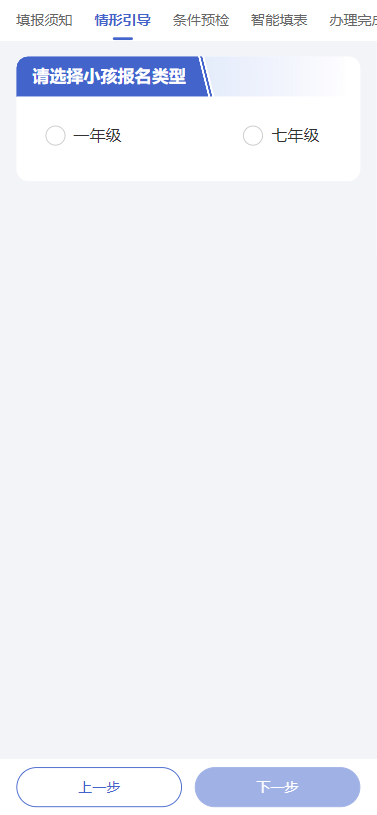 填报须知 情形引导 条件预检 智能填表 办理完成
请选择小孩报名类型
一年级 七年级
上一步 下一步